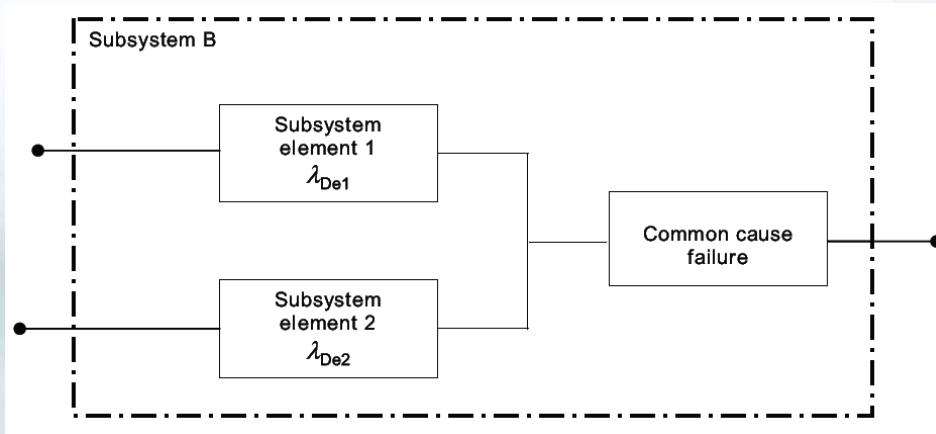 Subsystem B
Subsystem
element 1
λDe1
Common cause
failure
Subsystem
element 2
λDe2